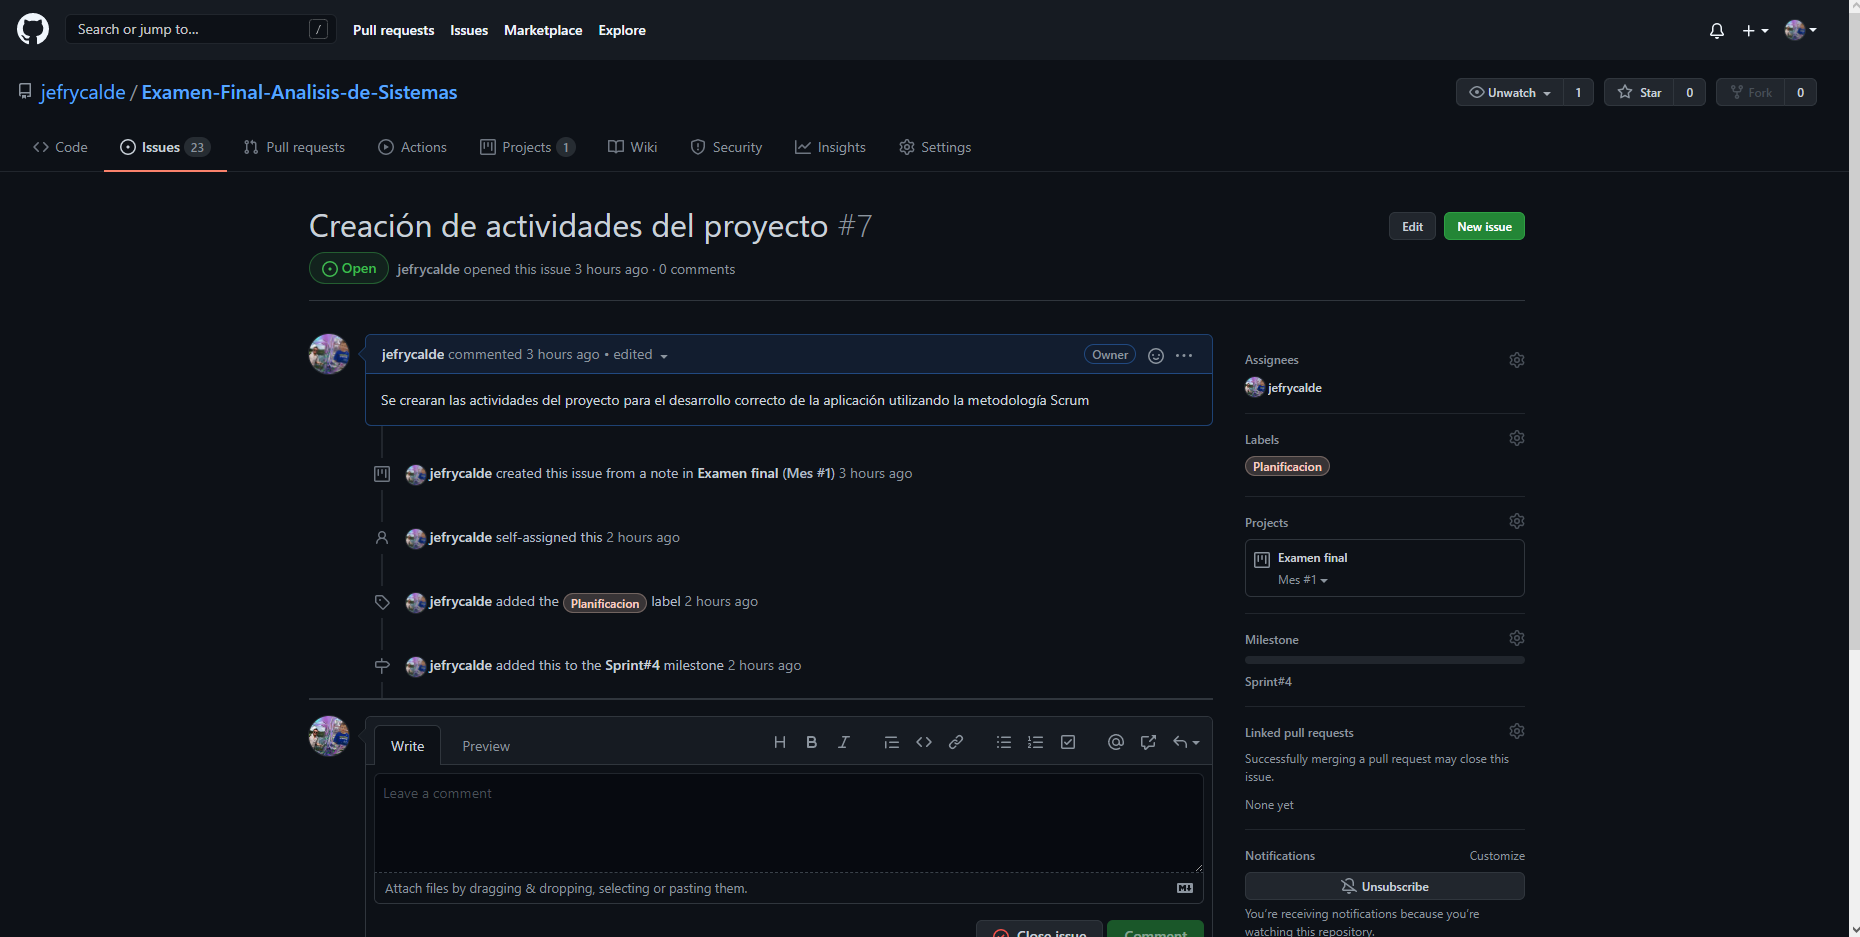 Search or jump to... /
Pull requests Issues Marketplace Explore
jefrycalde / Examen-Final-Analisis-de-Sistemas
Unwatch 1 Star 0 Fork 0
Code Issues 23 Pull requests Actions Projects 1 Wiki Security Insights Settings
Creación de actividades del proyecto #7
Edit New issue
Open jefrycalde opened this issue 3 hours ago · 0 comments
jefrycalde commented 3 hours ago • edited
Owner
Se crearan las actividades del proyecto para el desarrollo correcto de la aplicación utilizando la metodología Scrum
jefrycalde created this issue from a note in Examen final (Mes #1) 3 hours ago
jefrycalde self-assigned this 2 hours ago
jefrycalde added the Planificacion label 2 hours ago
jefrycalde added this to the Sprint#4 milestone 2 hours ago
Write Preview
Leave a comment
Attach files by dragging & dropping, selecting or pasting them.
Close issue Comment
Assignees
jefrycalde
Labels
Planificacion
Projects
Examen final
Mes #1
Milestone
Sprint#4
Linked pull requests
Successfully merging a pull request may close this
issue.
None yet
Notifications Customize
Unsubscribe
You're receiving notifications because you're
watching this repository.